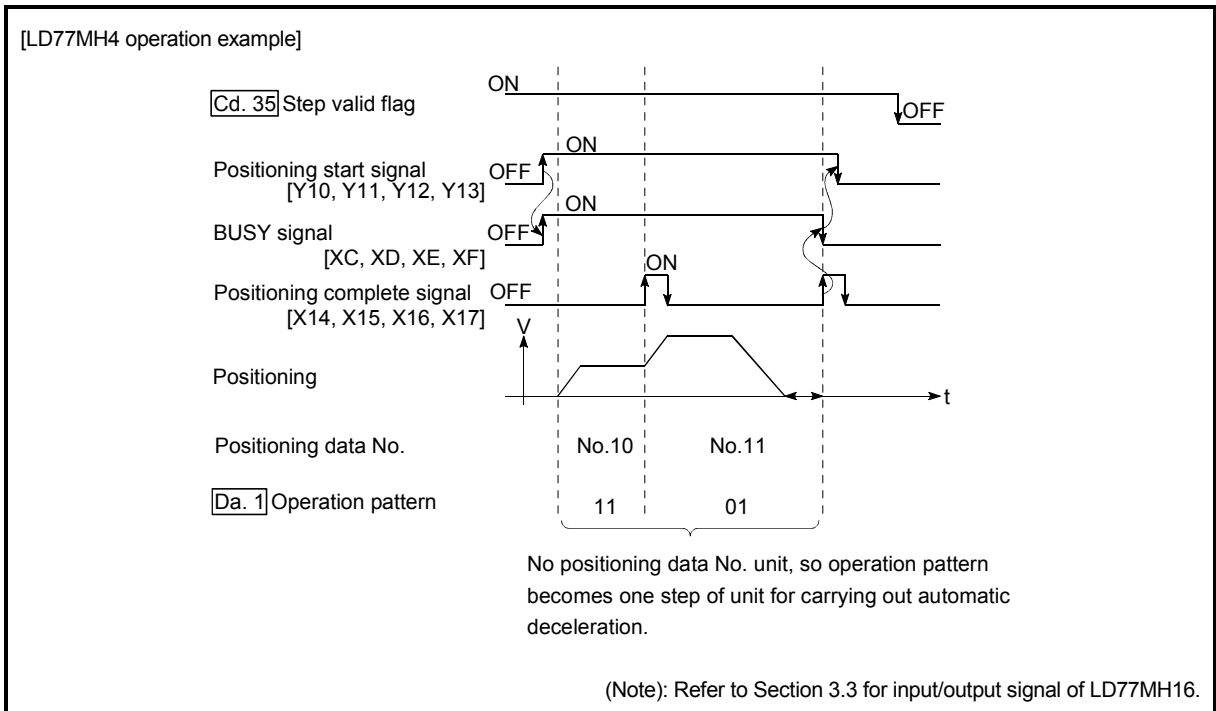 [LD77MH4 operation example]
ON
Cd. 35 Step valid flag
OFF
ON
Positioning start signal
OFF
[Y10, Y11, Y12, Y13]
ON
BUSY signal
OFF
[XC, XD, XE, XF]
ON
Positioning complete signal
OFF
[X14, X15, X16, X17]
V
Positioning
t
Positioning data No.
No.10
No.11
Da. 1 Operation pattern
11
01
No positioning data No. unit, so operation pattern
becomes one step of unit for carrying out automatic
deceleration.
(Note): Refer to Section 3.3 for input/output signal of LD77MH16.